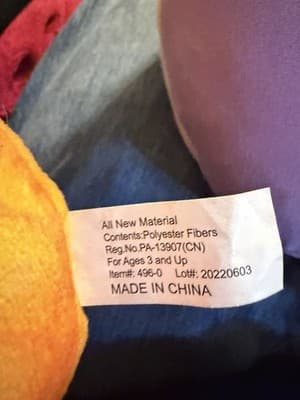 All New Material
Contents:Polyester Fibers
Reg.No.PA-13907(CN)
For Ages 3 and Up
Item#: 496-0 Lot#: 20220603
MADE IN CHINA